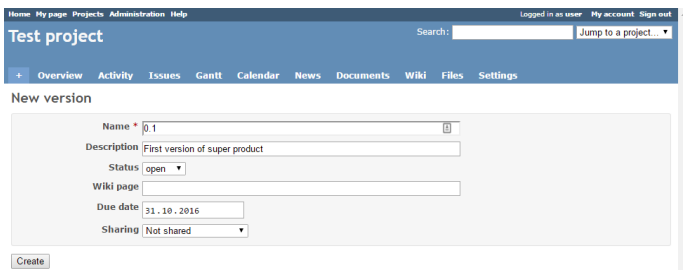 Home My page Projects Administration Help Logged in as user My account Sign out
Test project Search: Jump to a project...
+ Overview Activity Issues Gantt Calendar News Documents Wiki Files Settings
New version
Name * 0.1
Description First version of super product
Status open
Wiki page
Due date 31.10.2016
Sharing Not shared
Create